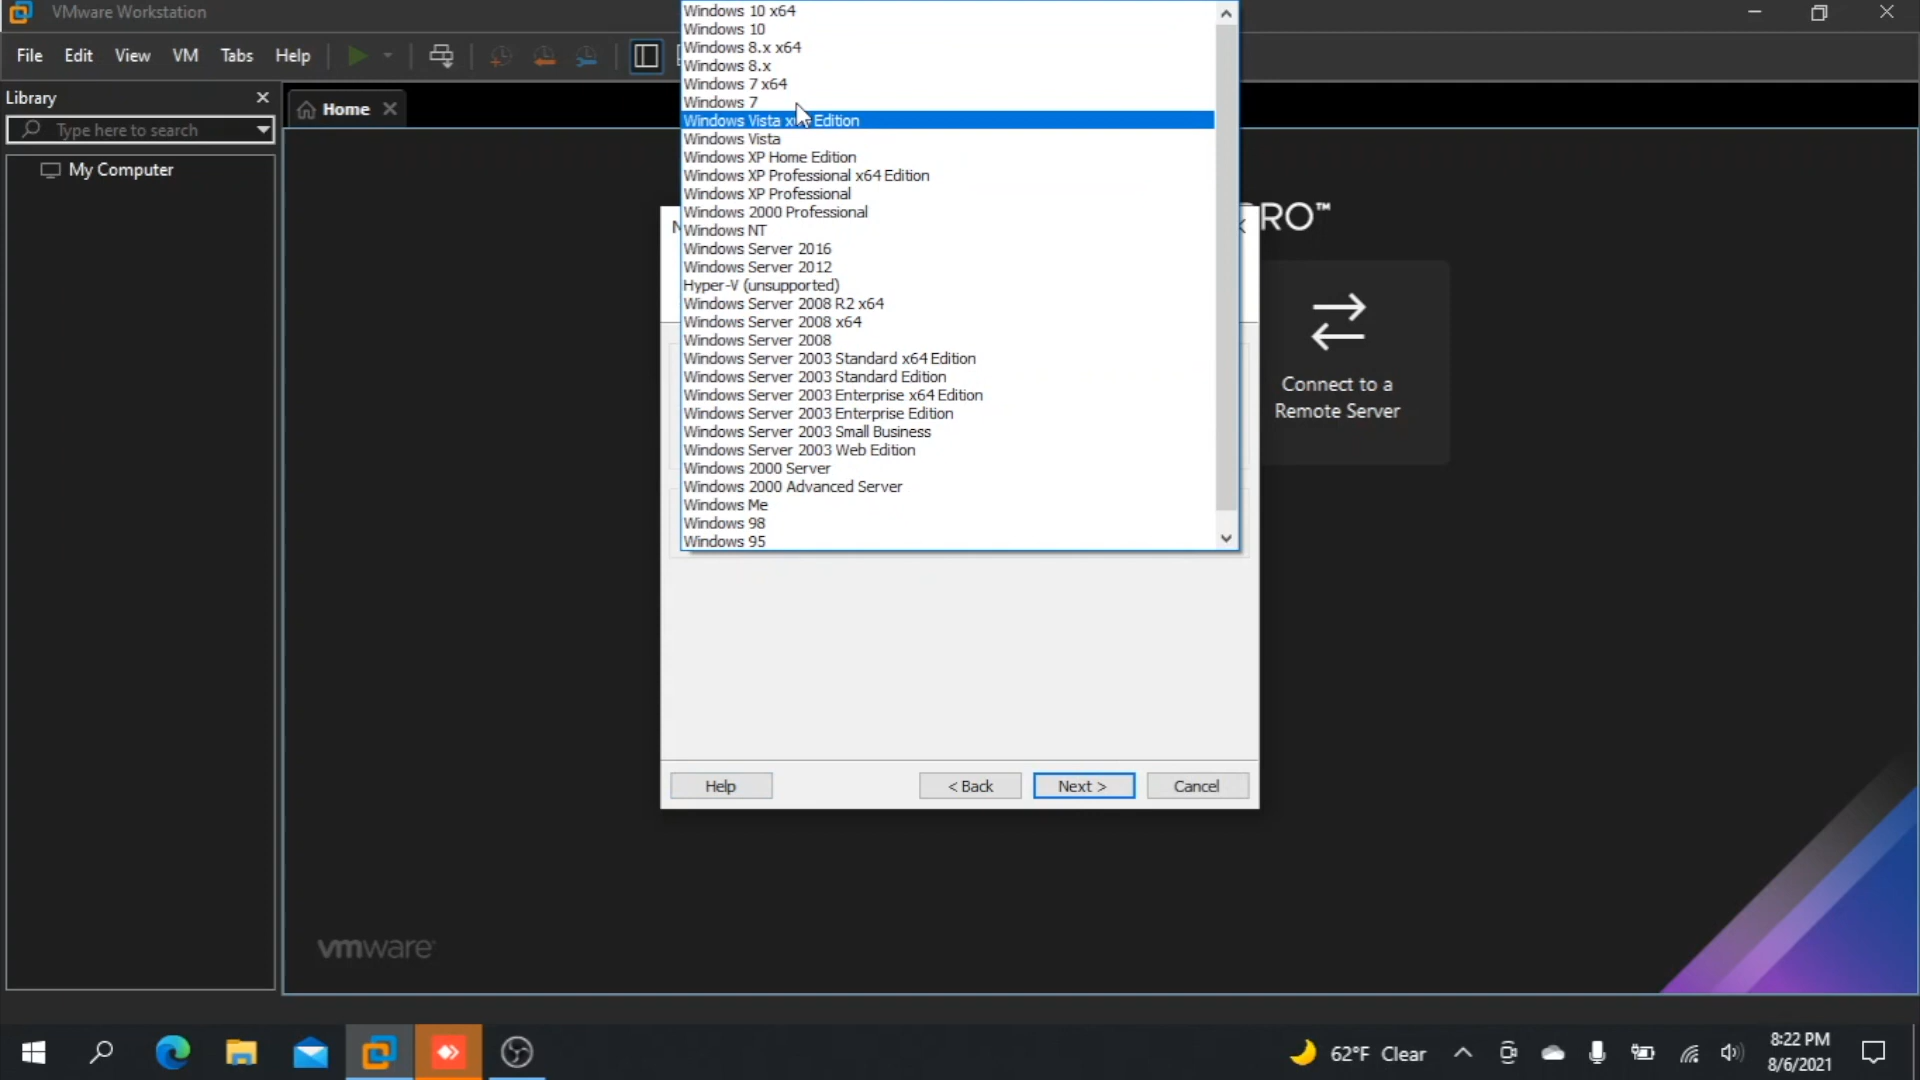 VMware Workstation
File Edit View VM Tabs Help
Library
Home
Type here to search
My Computer
Windows 10 x64
Windows 10
Windows 8.x x64
Windows 8.x
Windows 7 x64
Windows 7
Windows Vista Edition
Windows Vista
Windows XP Home Edition
Windows XP Professional x64 Edition
Windows XP Professional
Windows 2000 Professional
Windows NT
Windows Server 2016
Windows Server 2012
Hyper-V (unsupported)
Windows Server 2008 R2 x64
Windows Server 2008 x64
Windows Server 2008
Windows Server 2003 Standard x64 Edition
Windows Server 2003 Standard Edition
Windows Server 2003 Enterprise x64 Edition
Windows Server 2003 Enterprise Edition
Windows Server 2003 Small Business
Windows Server 2003 Web Edition
Windows 2000 Server
Windows 2000 Advanced Server
Windows Me
Windows 98
Windows 95
RO™
Connect to a
Remote Server
Help
< Back
Next >
Cancel
vmware
62°F Clear
8:22 PM
8/6/2021